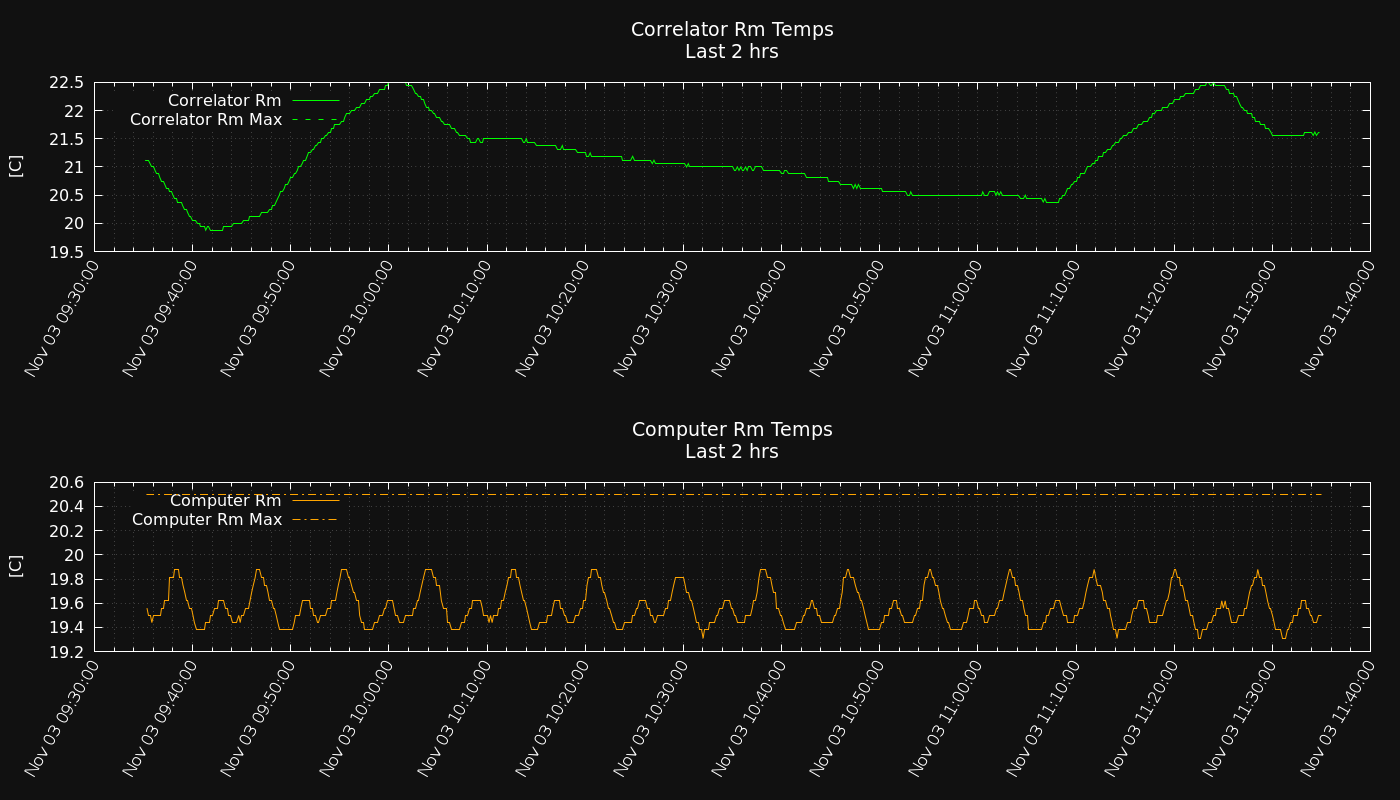 Correlator Rm Temps
Last 2 hrs
22.5
22
21.5
21
20.5
20
19.5
[C]
Correlator Rm
Correlator Rm Max
Nov 03 09:30:00
Nov 03 09:40:00
Nov 03 09:50:00
Nov 03 10:00:00
Nov 03 10:10:00
Nov 03 10:20:00
Nov 03 10:30:00
Nov 03 10:40:00
Nov 03 10:50:00
Nov 03 11:00:00
Nov 03 11:10:00
Nov 03 11:20:00
Nov 03 11:30:00
Nov 03 11:40:00
Computer Rm Temps
Last 2 hrs
20.6
20.4
20.2
20
19.8
19.6
19.4
19.2
[C]
Computer Rm
Computer Rm Max
Nov 03 09:30:00
Nov 03 09:40:00
Nov 03 09:50:00
Nov 03 10:00:00
Nov 03 10:10:00
Nov 03 10:20:00
Nov 03 10:30:00
Nov 03 10:40:00
Nov 03 10:50:00
Nov 03 11:00:00
Nov 03 11:10:00
Nov 03 11:20:00
Nov 03 11:30:00
Nov 03 11:40:00